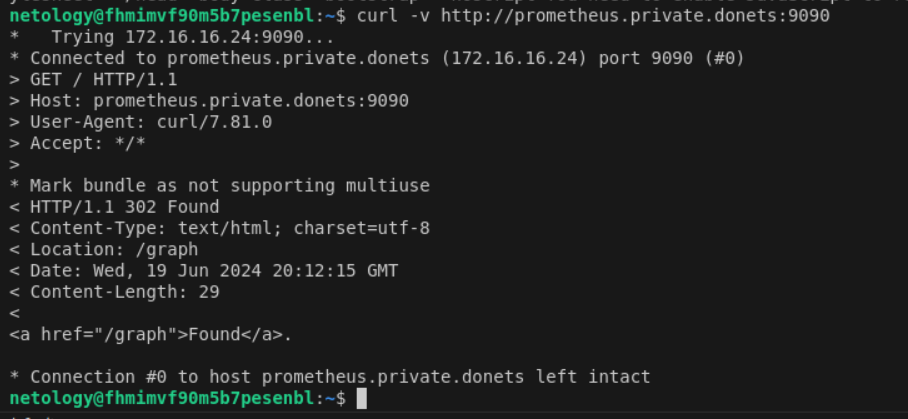 netology@fhmimvf90m5b7pesenbl:~$ curl -v http://prometheus.private.donets:9090
*   Trying 172.16.16.24:9090...
* Connected to prometheus.private.donets (172.16.16.24) port 9090 (#0)
> GET / HTTP/1.1
> Host: prometheus.private.donets:9090
> User-Agent: curl/7.81.0
> Accept: */*
>
* Mark bundle as not supporting multiuse
< HTTP/1.1 302 Found
< Content-Type: text/html; charset=utf-8
< Location: /graph
< Date: Wed, 19 Jun 2024 20:12:15 GMT
< Content-Length: 29
<
<a href="/graph">Found</a>.
* Connection #0 to host prometheus.private.donets left intact
netology@fhmimvf90m5b7pesenbl:~$